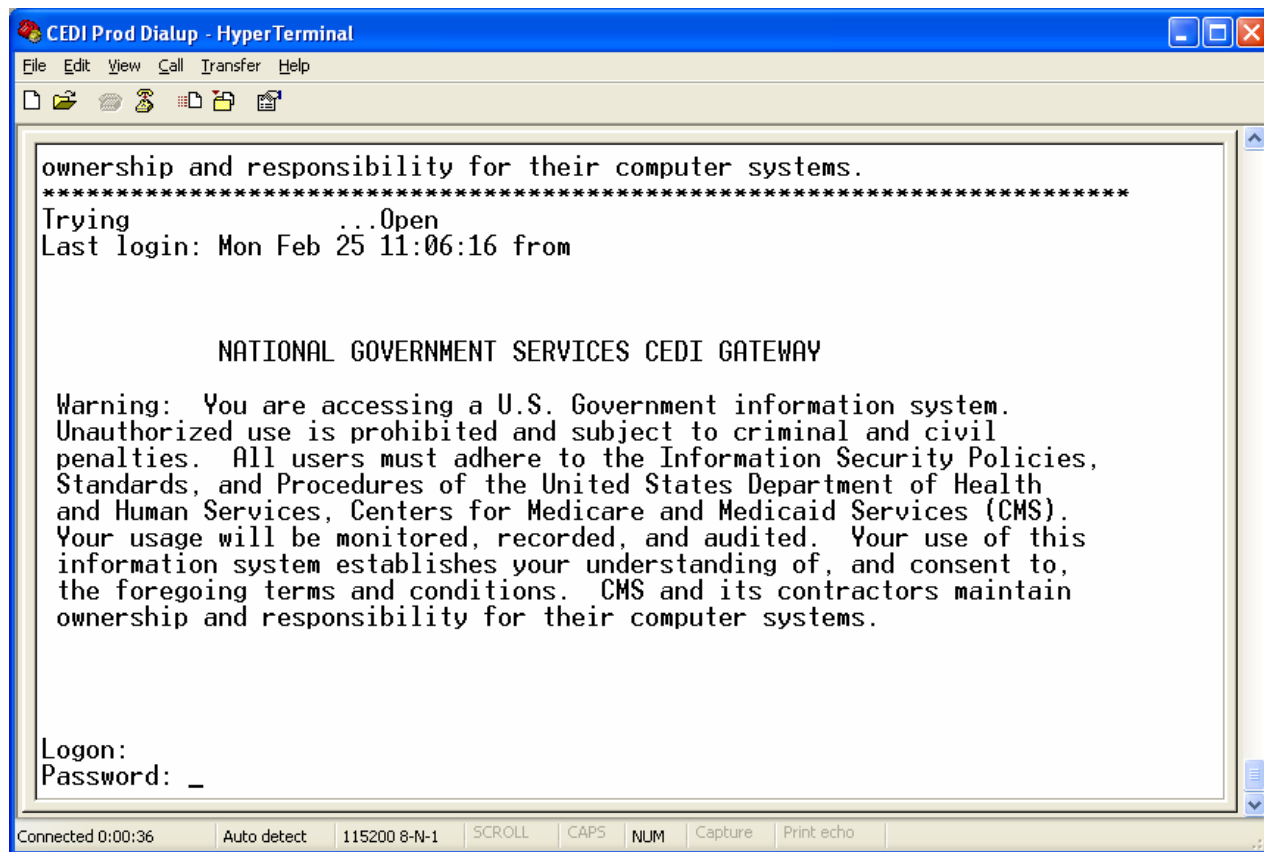 CEDI Prod Dialup - HyperTerminal
File Edit View Call Transfer Help
ownership and responsibility for their computer systems.
**************************************************************************
Trying ...Open
Last login: Mon Feb 25 11:06:16 from
NATIONAL GOVERNMENT SERVICES CEDI GATEWAY
Warning: You are accessing a U.S. Government information system.
Unauthorized use is prohibited and subject to criminal and civil
penalties. All users must adhere to the Information Security Policies,
Standards, and Procedures of the United States Department of Health
and Human Services, Centers for Medicare and Medicaid Services (CMS).
Your usage will be monitored, recorded, and audited. Your use of this
information system establishes your understanding of, and consent to,
the foregoing terms and conditions. CMS and its contractors maintain
ownership and responsibility for their computer systems.
Logon:
Password: _
Connected 0:00:36 Auto detect 115200 8-N-1 SCROLL CAPS NUM Capture Print echo